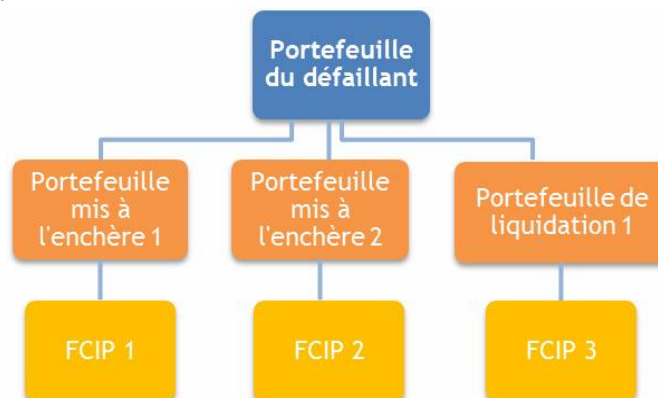 Portefeuille
du défaillant
Portefeuille
mis à
l'enchère 1
Portefeuille
mis à
l'enchère 2
Portefeuille de
liquidation 1
FCIP 1
FCIP 2
FCIP 3